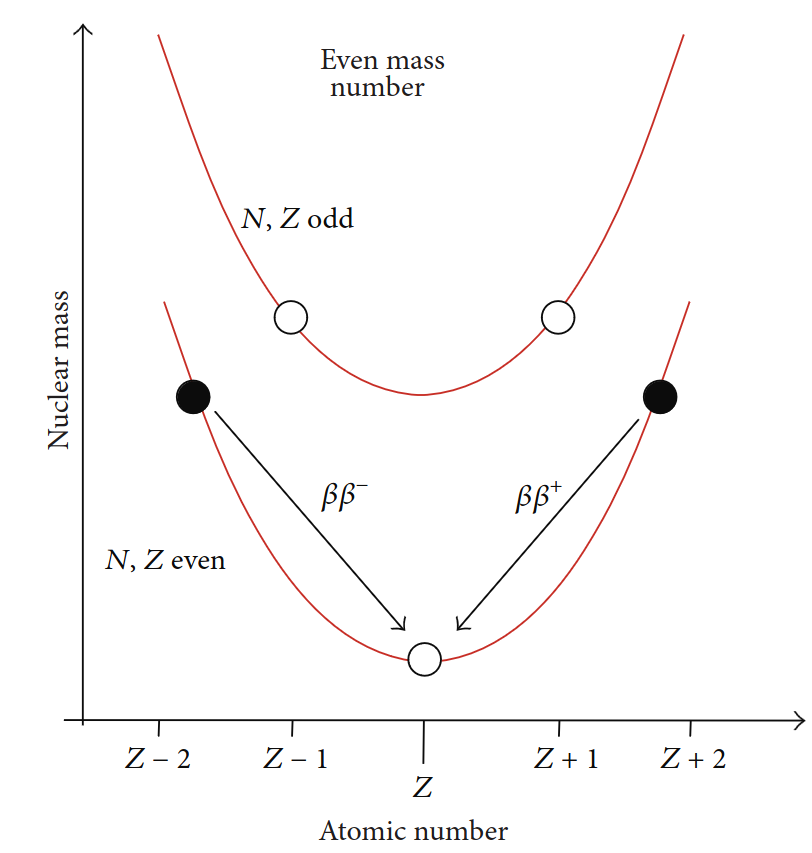 Even mass
number
N, Z odd
Nuclear mass
ββ⁻
ββ⁺
N, Z even
Z − 2
Z − 1
Z
Z + 1
Z + 2
Atomic number